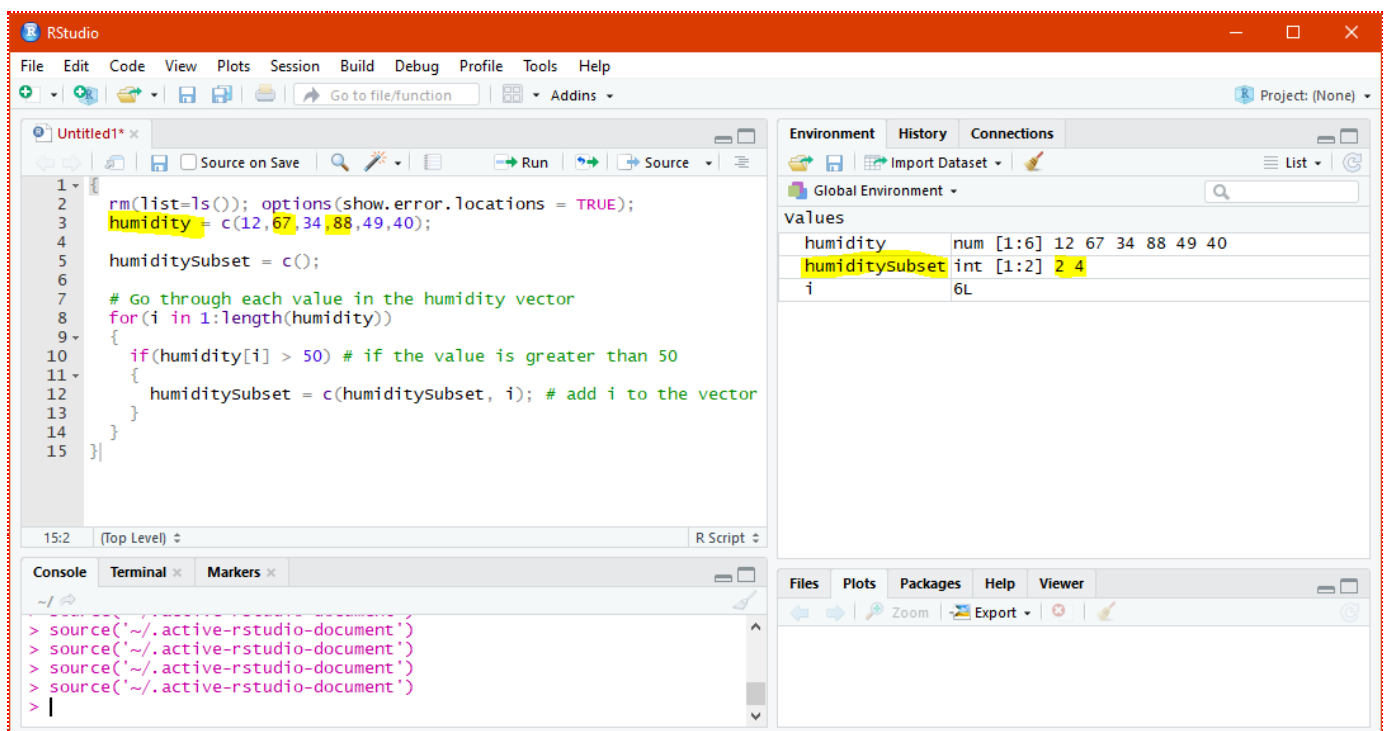 RStudio
File Edit Code View Plots Session Build Debug Profile Tools Help
Go to file/function Addins Project: (None)
Untitled1*
Source on Save Run Source
1 {
2 rm(list=ls()); options(show.error.locations = TRUE);
3 humidity = c(12,67,34,88,49,40);
4
5 humiditySubset = c();
6
7 # Go through each value in the humidity vector
8 for(i in 1:length(humidity))
9 {
10 if(humidity[i] > 50) # if the value is greater than 50
11 {
12 humiditySubset = c(humiditySubset, i); # add i to the vector
13 }
14 }
15 }
15:2 (Top Level) R Script
Console Terminal Markers
~/
> source('~/.active-rstudio-document')
> source('~/.active-rstudio-document')
> source('~/.active-rstudio-document')
> source('~/.active-rstudio-document')
>
Environment History Connections
Import Dataset List
Global Environment
Values
humidity num [1:6] 12 67 34 88 49 40
humiditySubset int [1:2] 2 4
i 6L
Files Plots Packages Help Viewer
Zoom Export